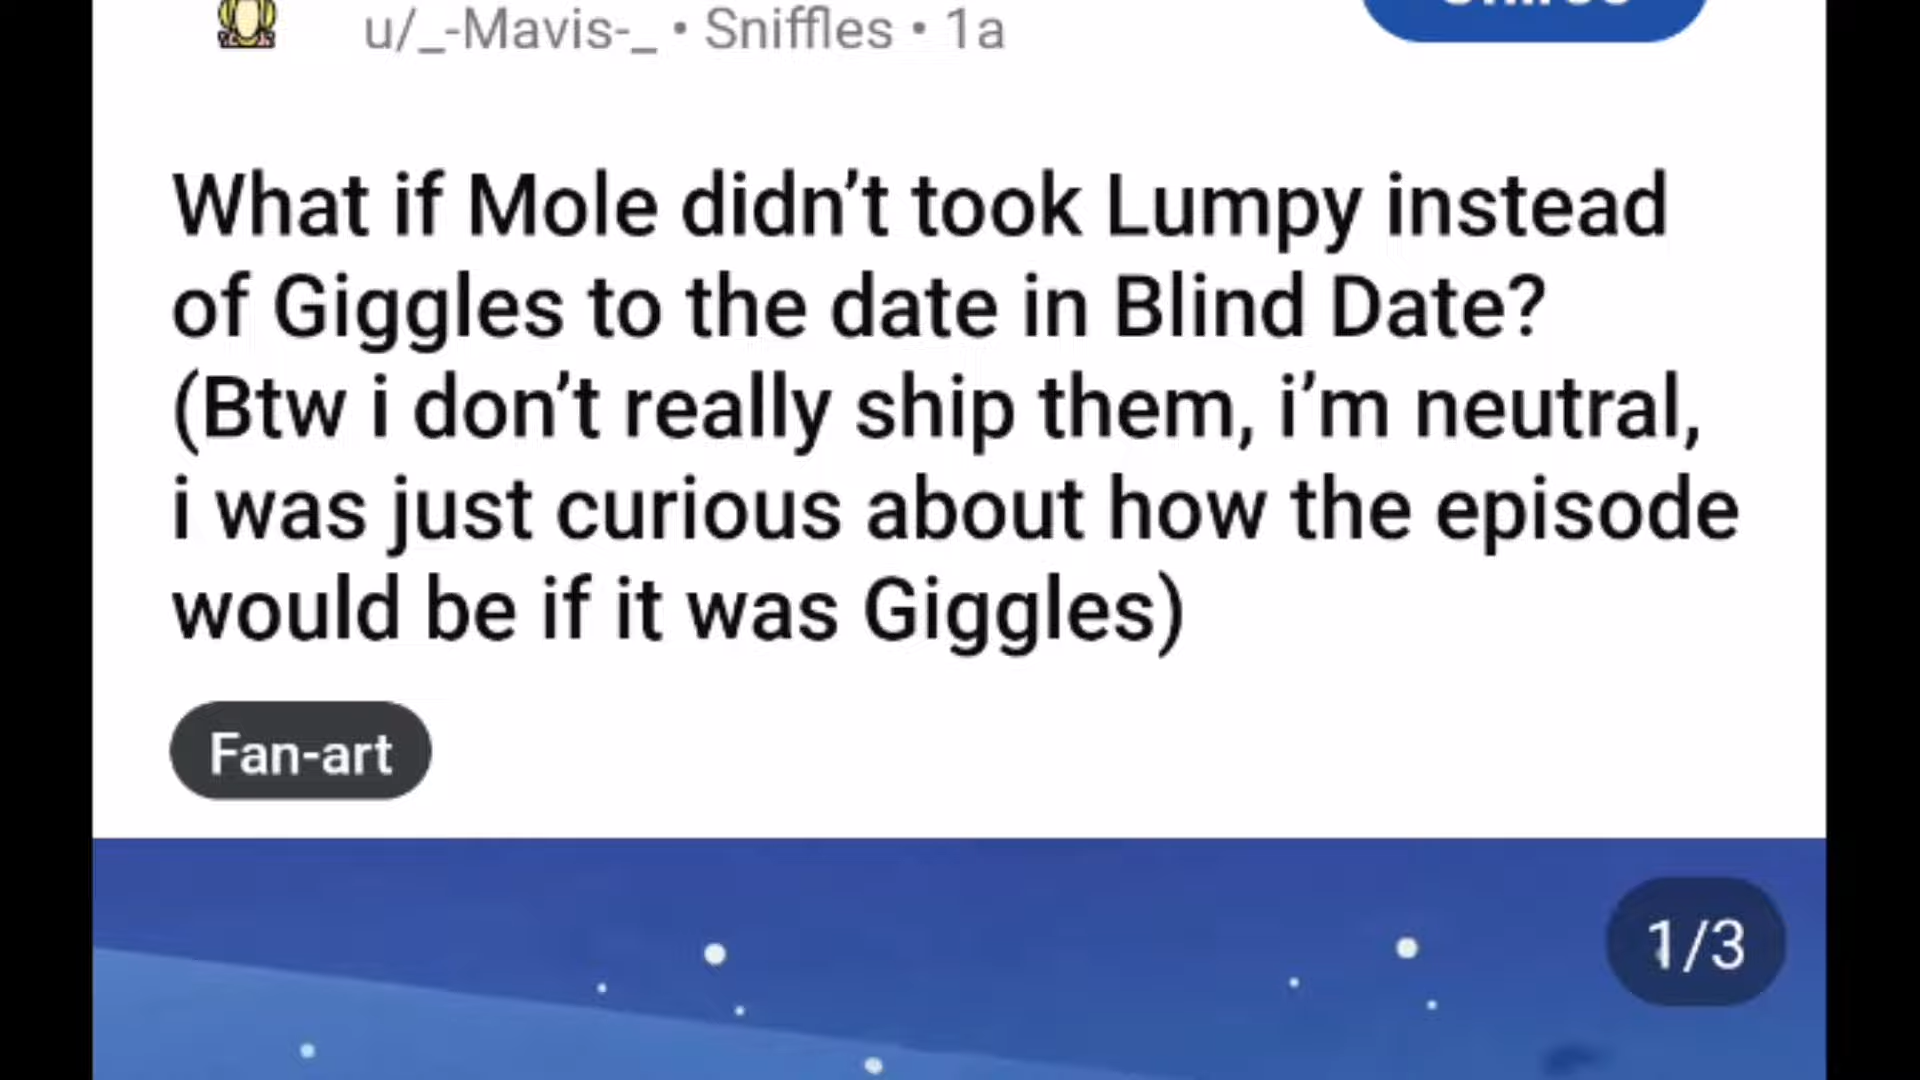 u/_-Mavis-_ • Sniffles • 1a
What if Mole didn’t took Lumpy instead
of Giggles to the date in Blind Date?
(Btw i don’t really ship them, i’m neutral,
i was just curious about how the episode
would be if it was Giggles)
Fan-art
1/3